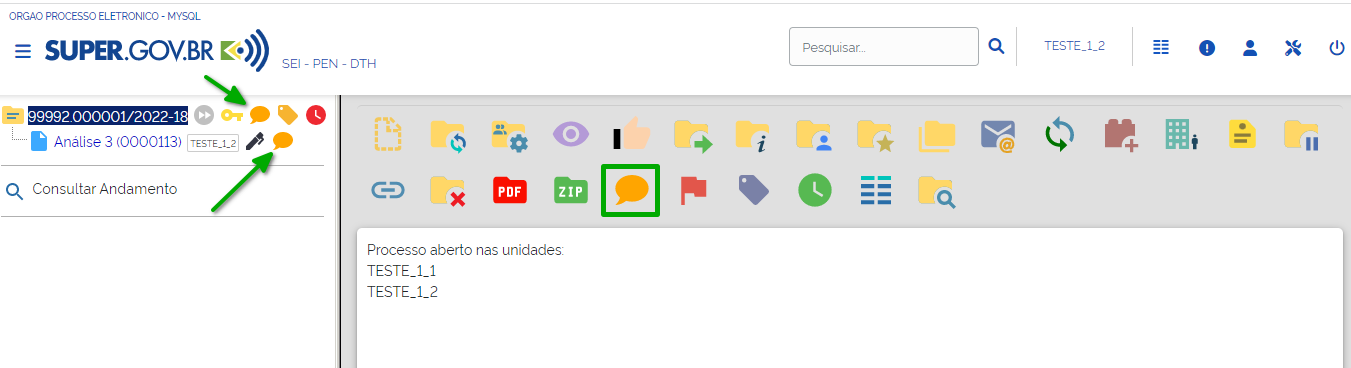 ORGAO PROCESSO ELETRONICO - MYSQL
SUPER.GOV.BR
SEI - PEN - DTH
Pesquisar...
TESTE_1_2
99992.000001/2022-18
Análise 3 (0000113) TESTE_1_2
Consultar Andamento
PDF ZIP
Processo aberto nas unidades:
TESTE_1_1
TESTE_1_2